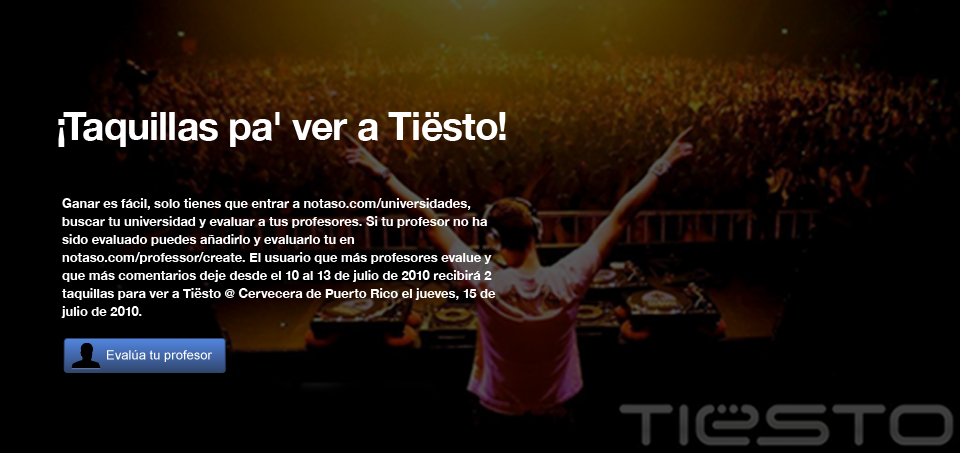 ¡Taquillas pa' ver a Tiësto!
Ganar es fácil, solo tienes que entrar a notaso.com/universidades,
buscar tu universidad y evaluar a tus profesores. Si tu profesor no ha
sido evaluado puedes añadirlo y evaluarlo tu en
notaso.com/professor/create. El usuario que más profesores evalue y
que más comentarios deje desde el 10 al 13 de julio de 2010 recibirá 2
taquillas para ver a Tiësto @ Cervecera de Puerto Rico el jueves, 15 de
julio de 2010.
Evalúa tu profesor
TIËSTO